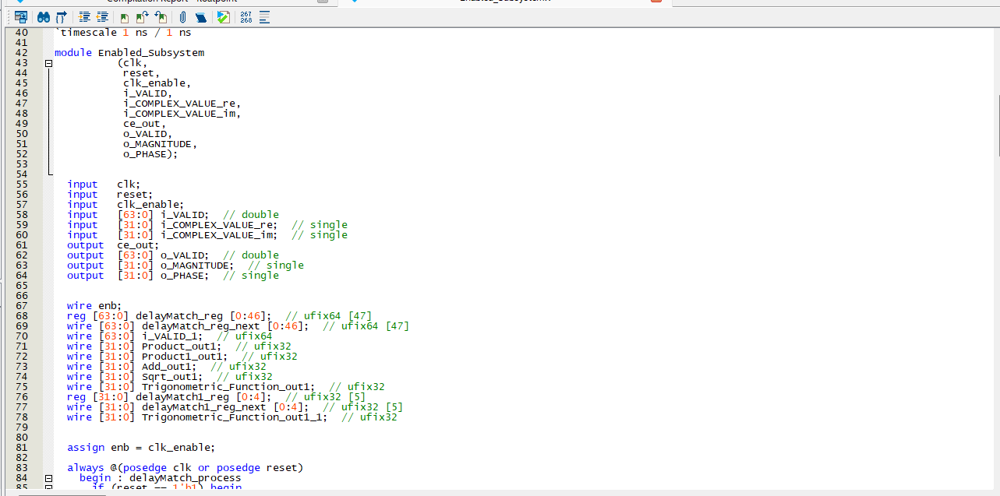 Compilation Report - floatpoint
Enabled_Subsystem.v
267
268
40 `timescale 1 ns / 1 ns
41
42 module Enabled_Subsystem
43 (clk,
44 reset,
45 clk_enable,
46 i_VALID,
47 i_COMPLEX_VALUE_re,
48 i_COMPLEX_VALUE_im,
49 ce_out,
50 o_VALID,
51 o_MAGNITUDE,
52 o_PHASE);
53
54
55 input clk;
56 input reset;
57 input clk_enable;
58 input [63:0] i_VALID; // double
59 input [31:0] i_COMPLEX_VALUE_re; // single
60 input [31:0] i_COMPLEX_VALUE_im; // single
61 output ce_out;
62 output [63:0] o_VALID; // double
63 output [31:0] o_MAGNITUDE; // single
64 output [31:0] o_PHASE; // single
65
66
67 wire enb;
68 reg [63:0] delayMatch_reg [0:46]; // ufix64 [47]
69 wire [63:0] delayMatch_reg_next [0:46]; // ufix64 [47]
70 wire [63:0] i_VALID_1; // ufix64
71 wire [31:0] Product_out1; // ufix32
72 wire [31:0] Product1_out1; // ufix32
73 wire [31:0] Add_out1; // ufix32
74 wire [31:0] Sqrt_out1; // ufix32
75 wire [31:0] Trigonometric_Function_out1; // ufix32
76 reg [31:0] delayMatch1_reg [0:4]; // ufix32 [5]
77 wire [31:0] delayMatch1_reg_next [0:4]; // ufix32 [5]
78 wire [31:0] Trigonometric_Function_out1_1; // ufix32
79
80
81 assign enb = clk_enable;
82
83 always @(posedge clk or posedge reset)
84 begin : delayMatch_process
85 if (reset == 1'b1) begin